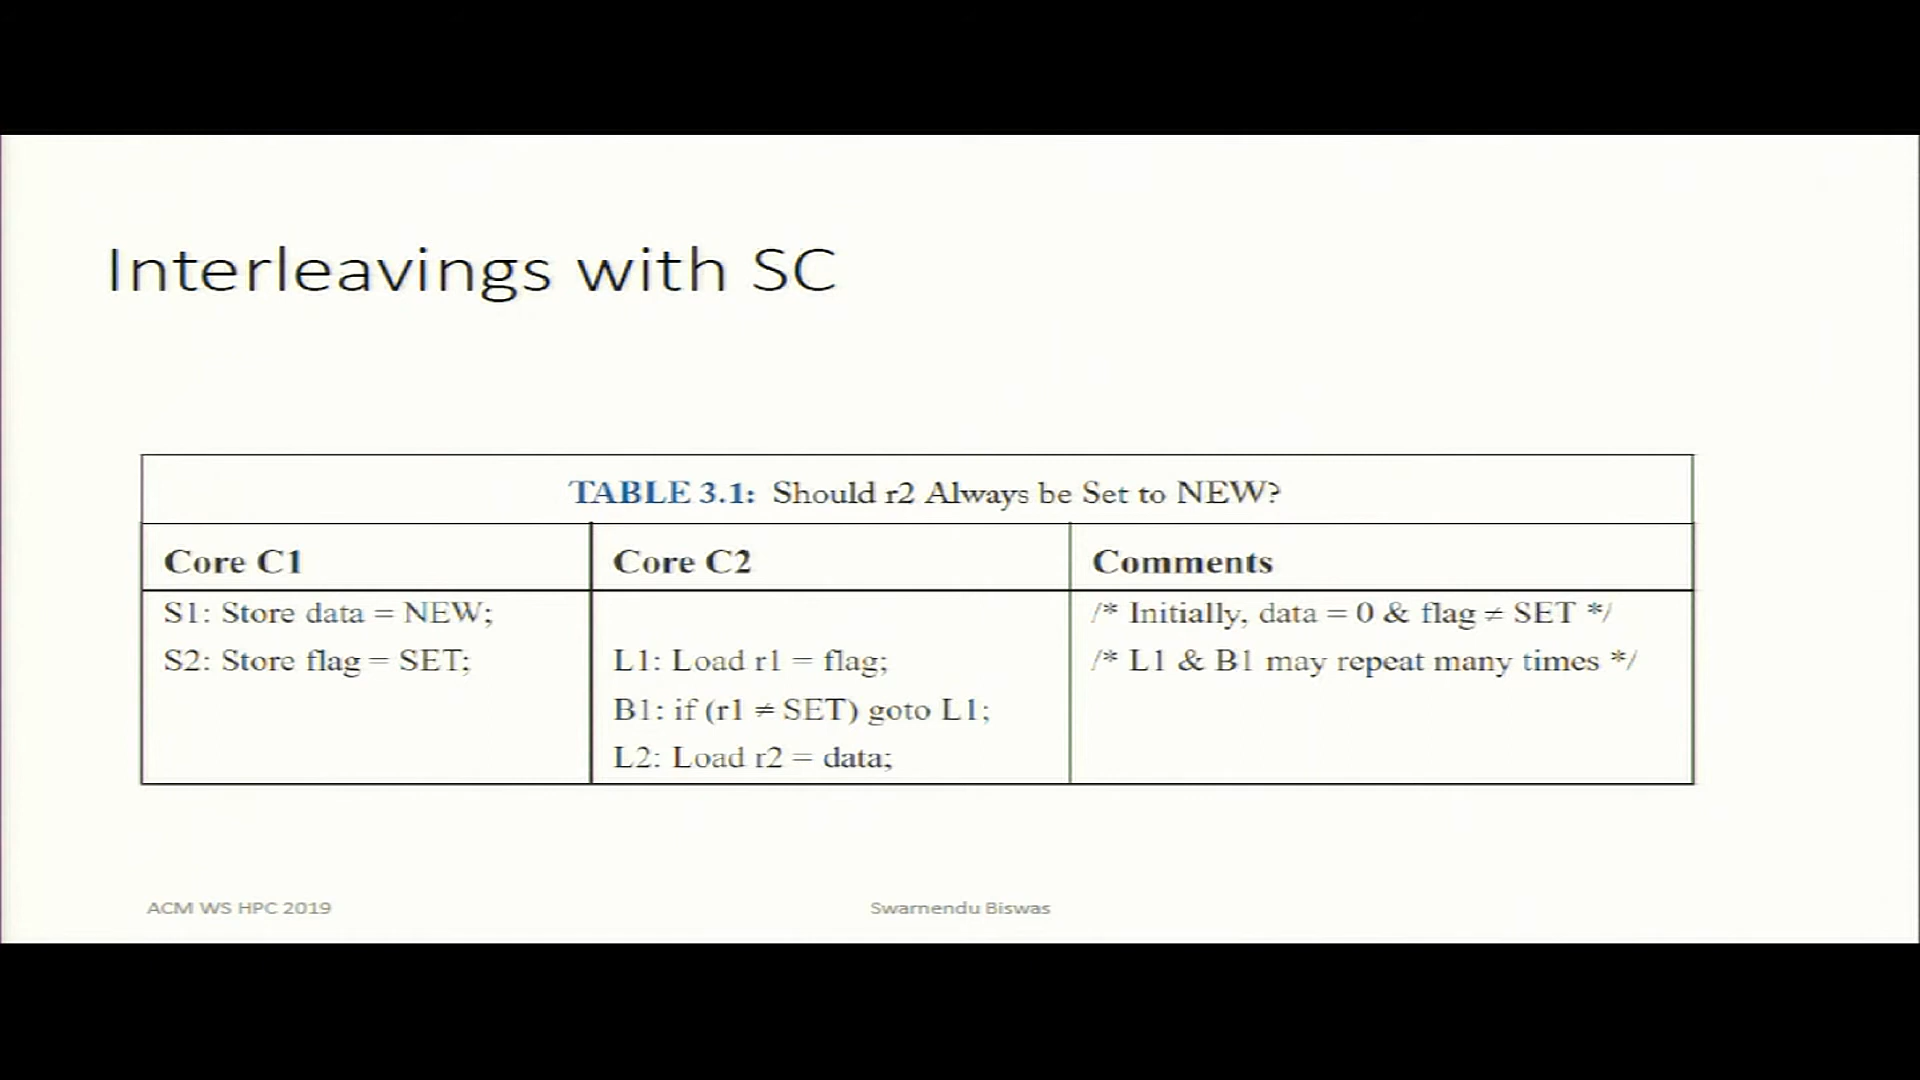 Interleavings with SC
TABLE 3.1: Should r2 Always be Set to NEW?
Core C1 Core C2 Comments
S1: Store data = NEW; /* Initially, data = 0 & flag ≠ SET */
S2: Store flag = SET; L1: Load r1 = flag; /* L1 & B1 may repeat many times */
B1: if (r1 ≠ SET) goto L1;
L2: Load r2 = data;
ACM WS HPC 2019 Swarnendu Biswas